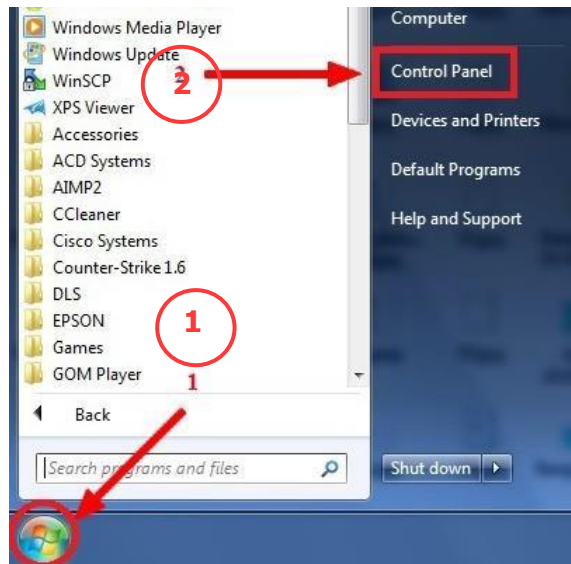 Windows Media Player
Windows Update
WinSCP
XPS Viewer
Accessories
ACD Systems
AIMP2
CCleaner
Cisco Systems
Counter-Strike 1.6
DLS
EPSON
Games
GOM Player
Back
Search programs and files
2
2
1
1
Computer
Control Panel
Devices and Printers
Default Programs
Help and Support
Shut down